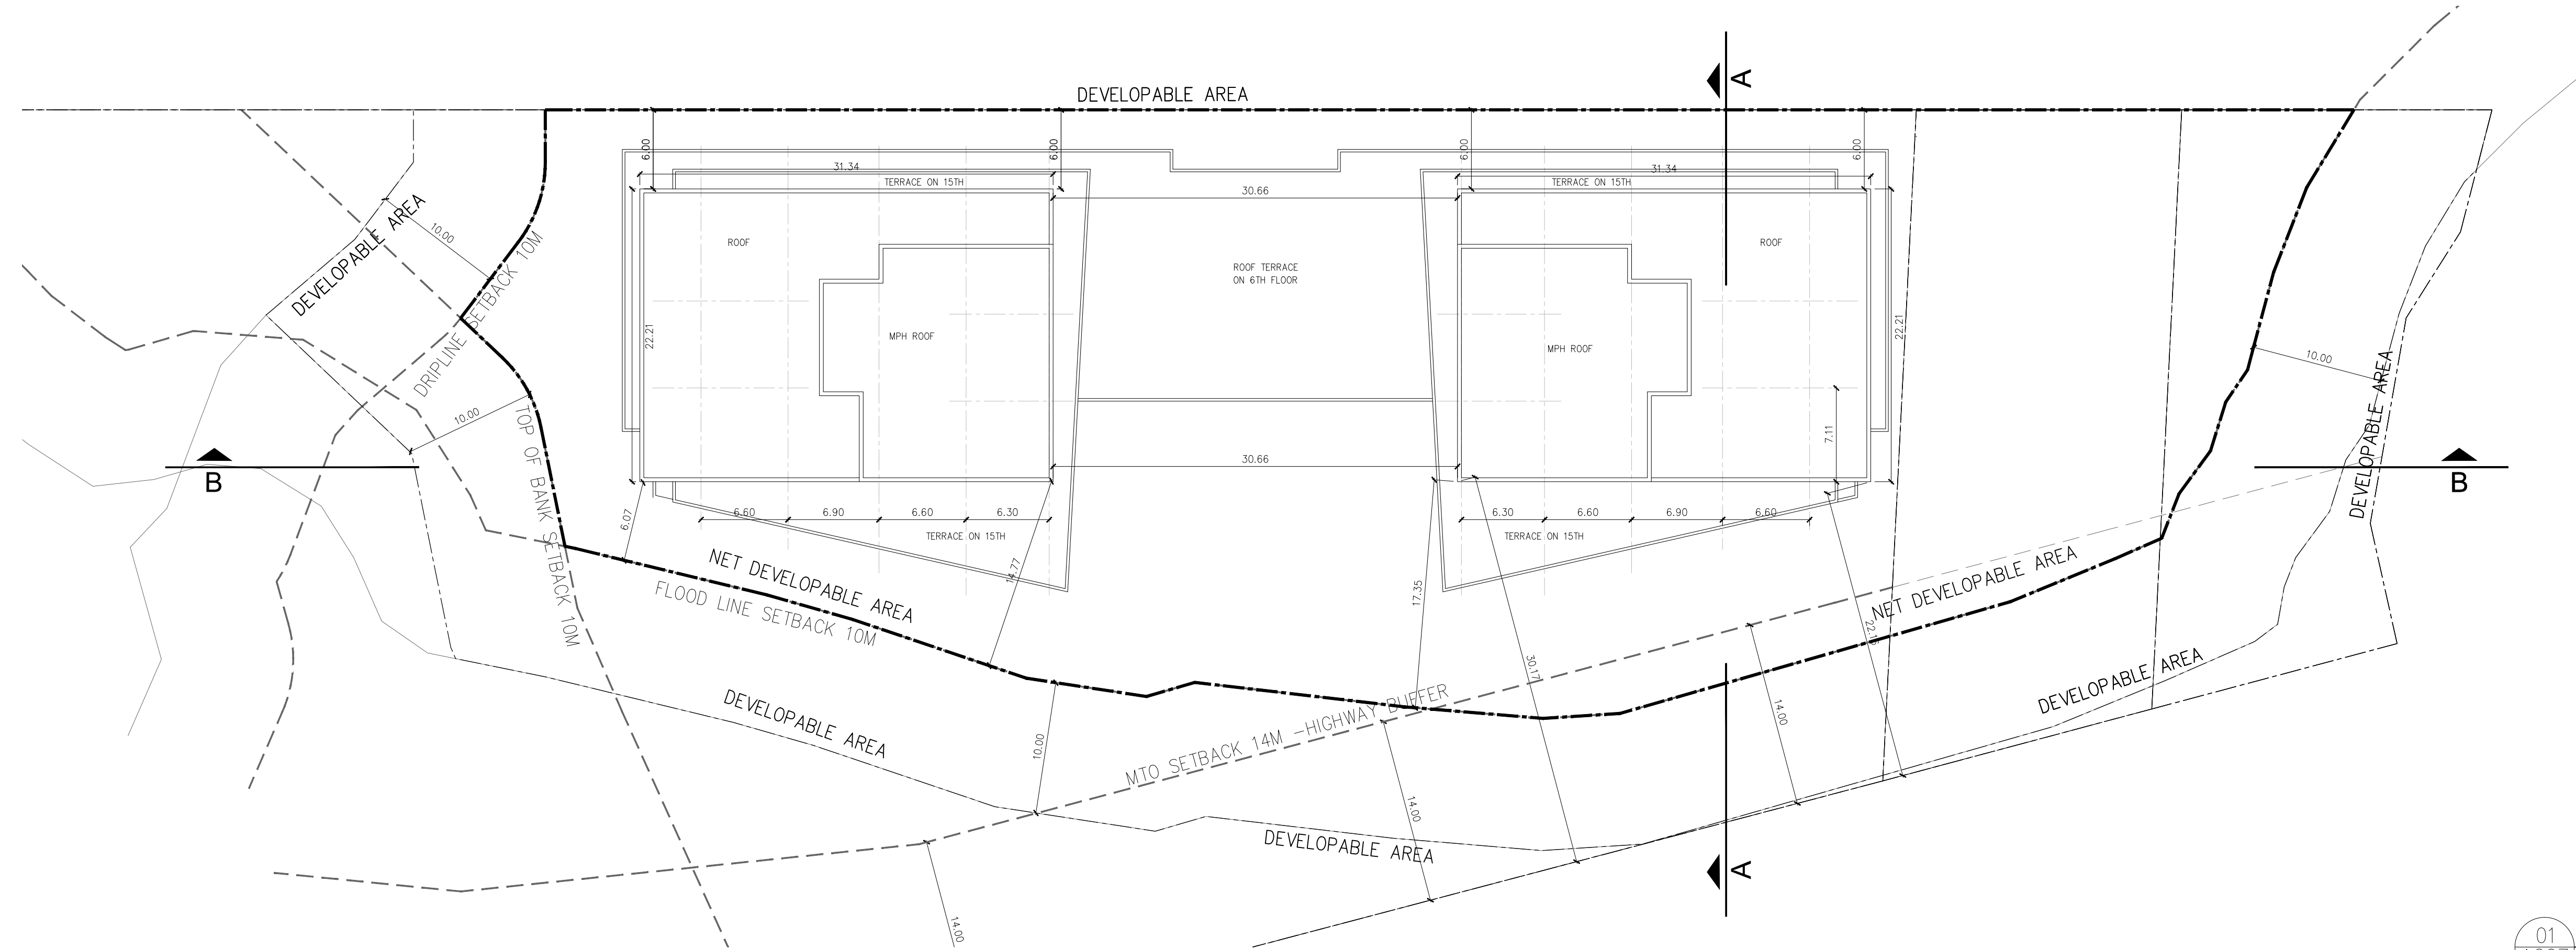 A
DEVELOPABLE AREA
6.00
6.00
6.00
6.00
31.34
31.34
TERRACE ON 15TH
TERRACE ON 15TH
30.66
DEVELOPABLE AREA
10.00
DRIPLINE SETBACK 10M
ROOF
ROOF
ROOF TERRACE
ON 6TH FLOOR
22.21
22.21
MPH ROOF
MPH ROOF
10.00
DEVELOPABLE AREA
10.00
TOP OF BANK SETBACK 10M
7.11
30.66
B
B
6.07
6.60
6.90
6.60
6.30
6.30
6.60
6.90
6.60
TERRACE ON 15TH
TERRACE ON 15TH
14.77
17.35
NET DEVELOPABLE AREA
FLOOD LINE SETBACK 10M
NET DEVELOPABLE AREA
30.17
DEVELOPABLE AREA
DEVELOPABLE AREA
10.00
MTO SETBACK 14M -HIGHWAY BUFFER
14.00
14.00
DEVELOPABLE AREA
A
14.00
01